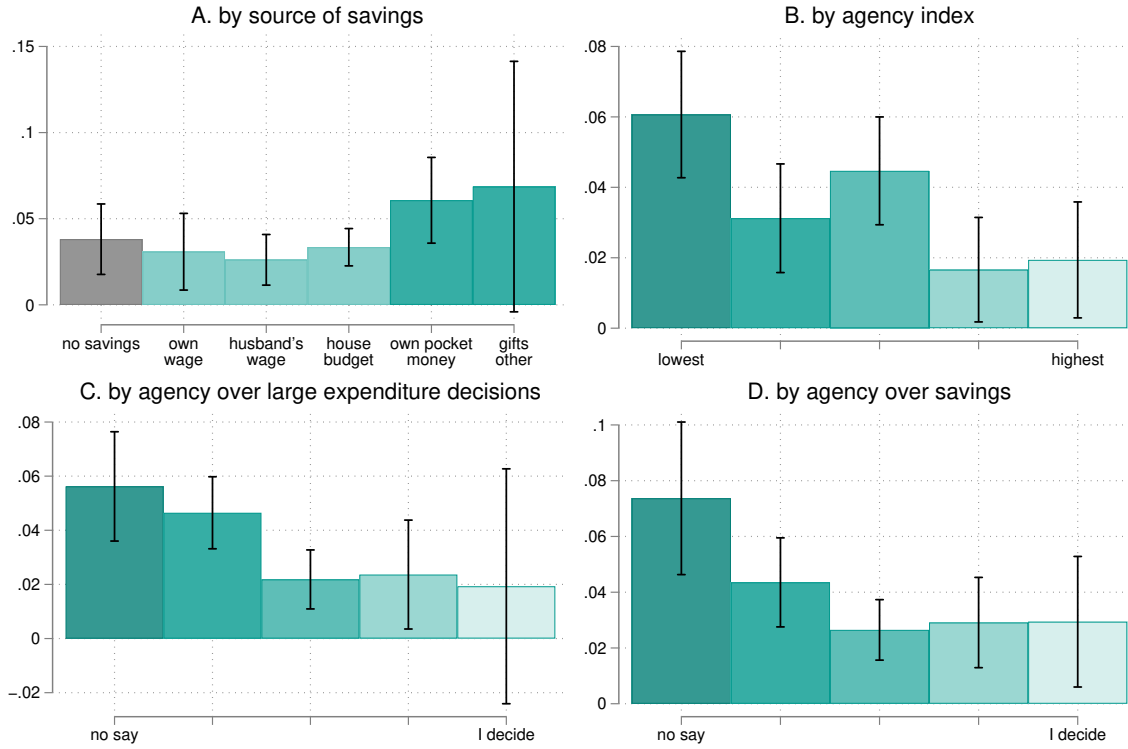 A. by source of savings
.15
.1
.05
0
no savings
own
wage
husband's
wage
house
budget
own pocket
money
gifts
other
B. by agency index
.08
.06
.04
.02
0
lowest
highest
C. by agency over large expenditure decisions
.08
.06
.04
.02
0
−.02
no say
I decide
D. by agency over savings
.1
.08
.06
.04
.02
0
no say
I decide